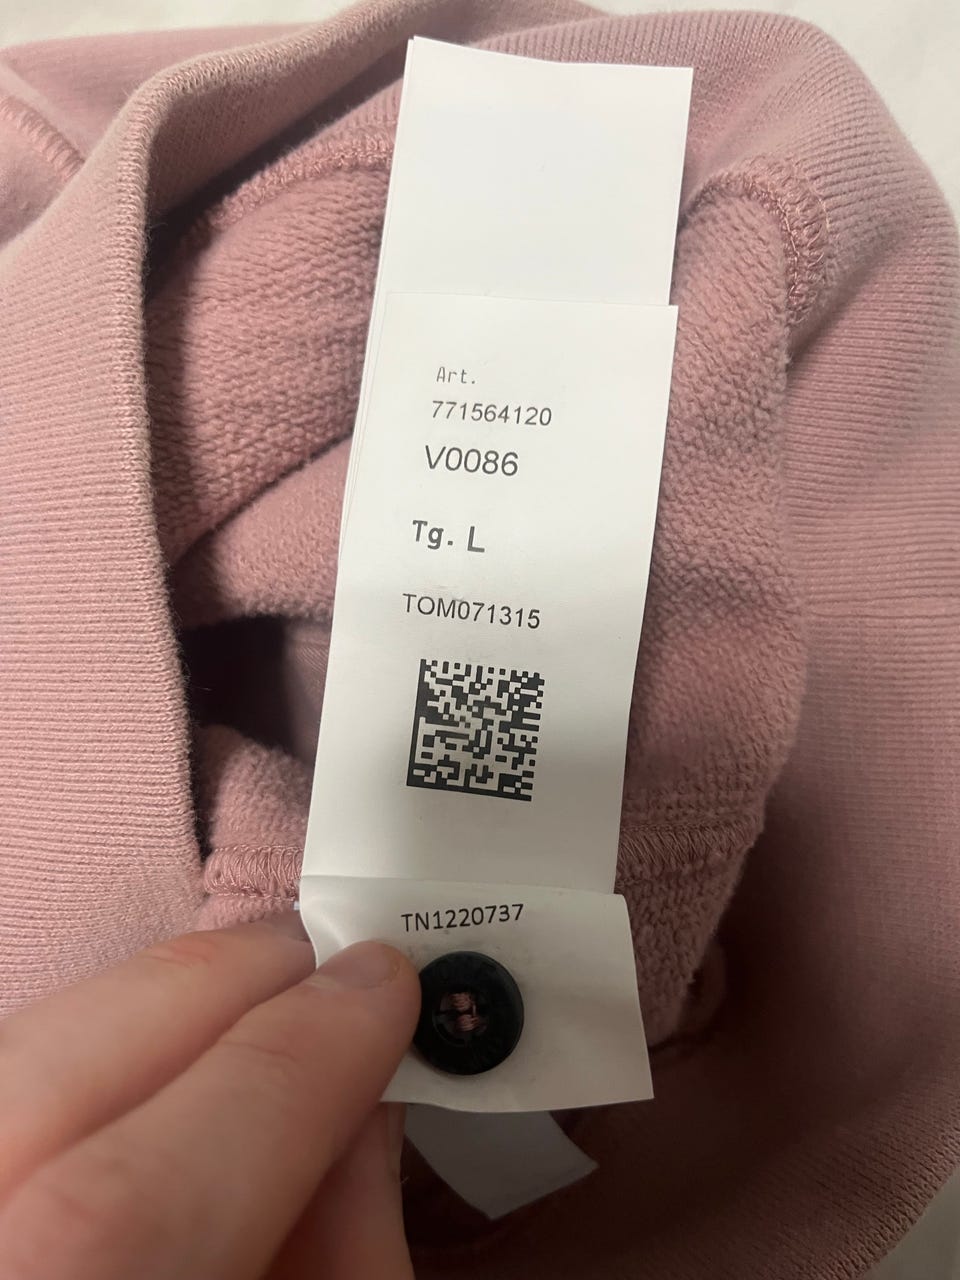 Art.
771564120
V0086
Tg. L
TOM071315
TN1220737